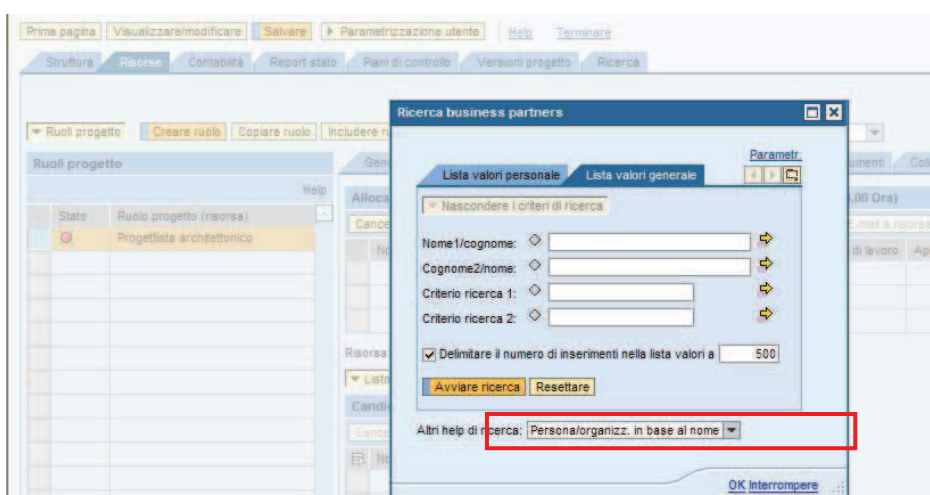 Prima pagina Visualizzare/modificare Salvare Parametrizzazione utente Help Terminare
Struttura Risorse Contabilità Report stato Piani di controllo Versioni progetto Ricerca
Ricerca business partners
Ruoli progetto Creare ruolo Copiare ruolo Includere
Parametr.
Lista valori personale Lista valori generale
Ruoli progetto
Help
Nascondere i criteri di ricerca
Stato Ruolo progetto (risorsa)
Progettista architettonico
Nome1/cognome:
Cognome2/nome:
Criterio ricerca 1:
Criterio ricerca 2:
Risorsa
Delimitare il numero di inserimenti nella lista valori a 500
Avviare ricerca Resettare
Altri help di ricerca: Persona/organizz. in base al nome
OK Interrompere